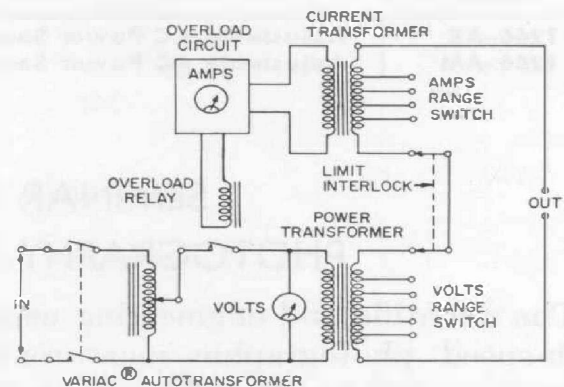 CURRENT
TRANSFORMER
OVERLOAD
CIRCUIT
AMPS
AMPS
RANGE
SWITCH
OVERLOAD
RELAY
LIMIT
INTERLOCK
OUT
POWER
TRANSFORMER
IN
VOLTS
VOLTS
RANGE
SWITCH
VARIAC ® AUTOTRANSFORMER